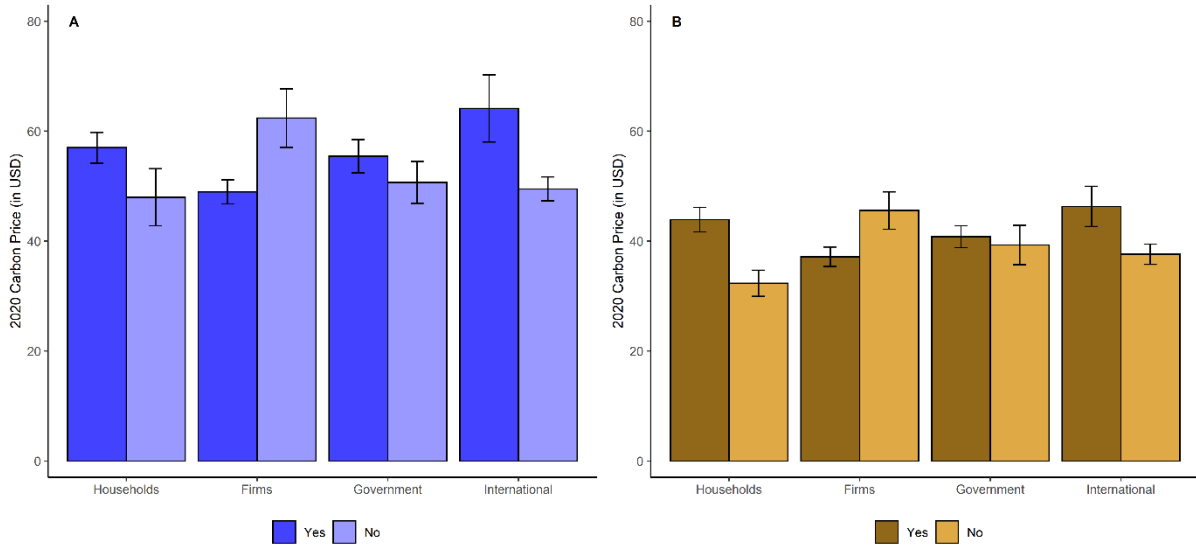 A
2020 Carbon Price (in USD)
80
60
40
20
0
Households Firms Government International
Yes No
B
2020 Carbon Price (in USD)
80
60
40
20
0
Households Firms Government International
Yes No